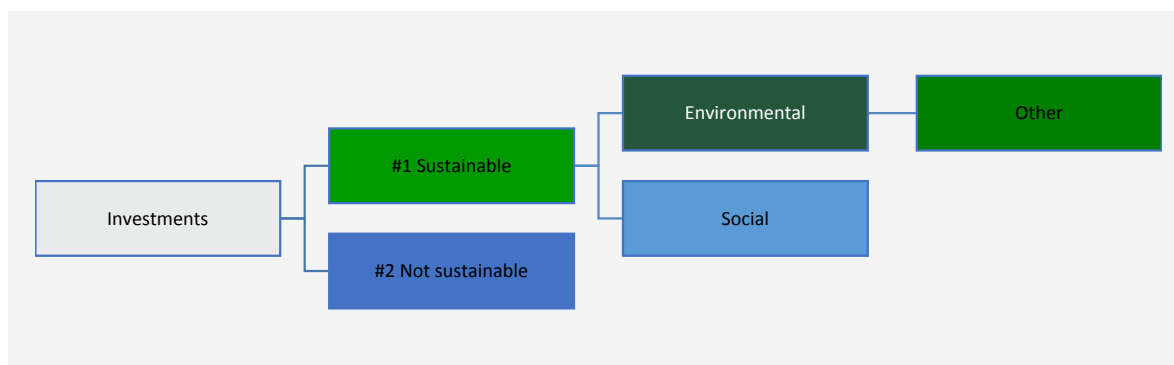 Investments
#1 Sustainable
#2 Not sustainable
Environmental
Social
Other